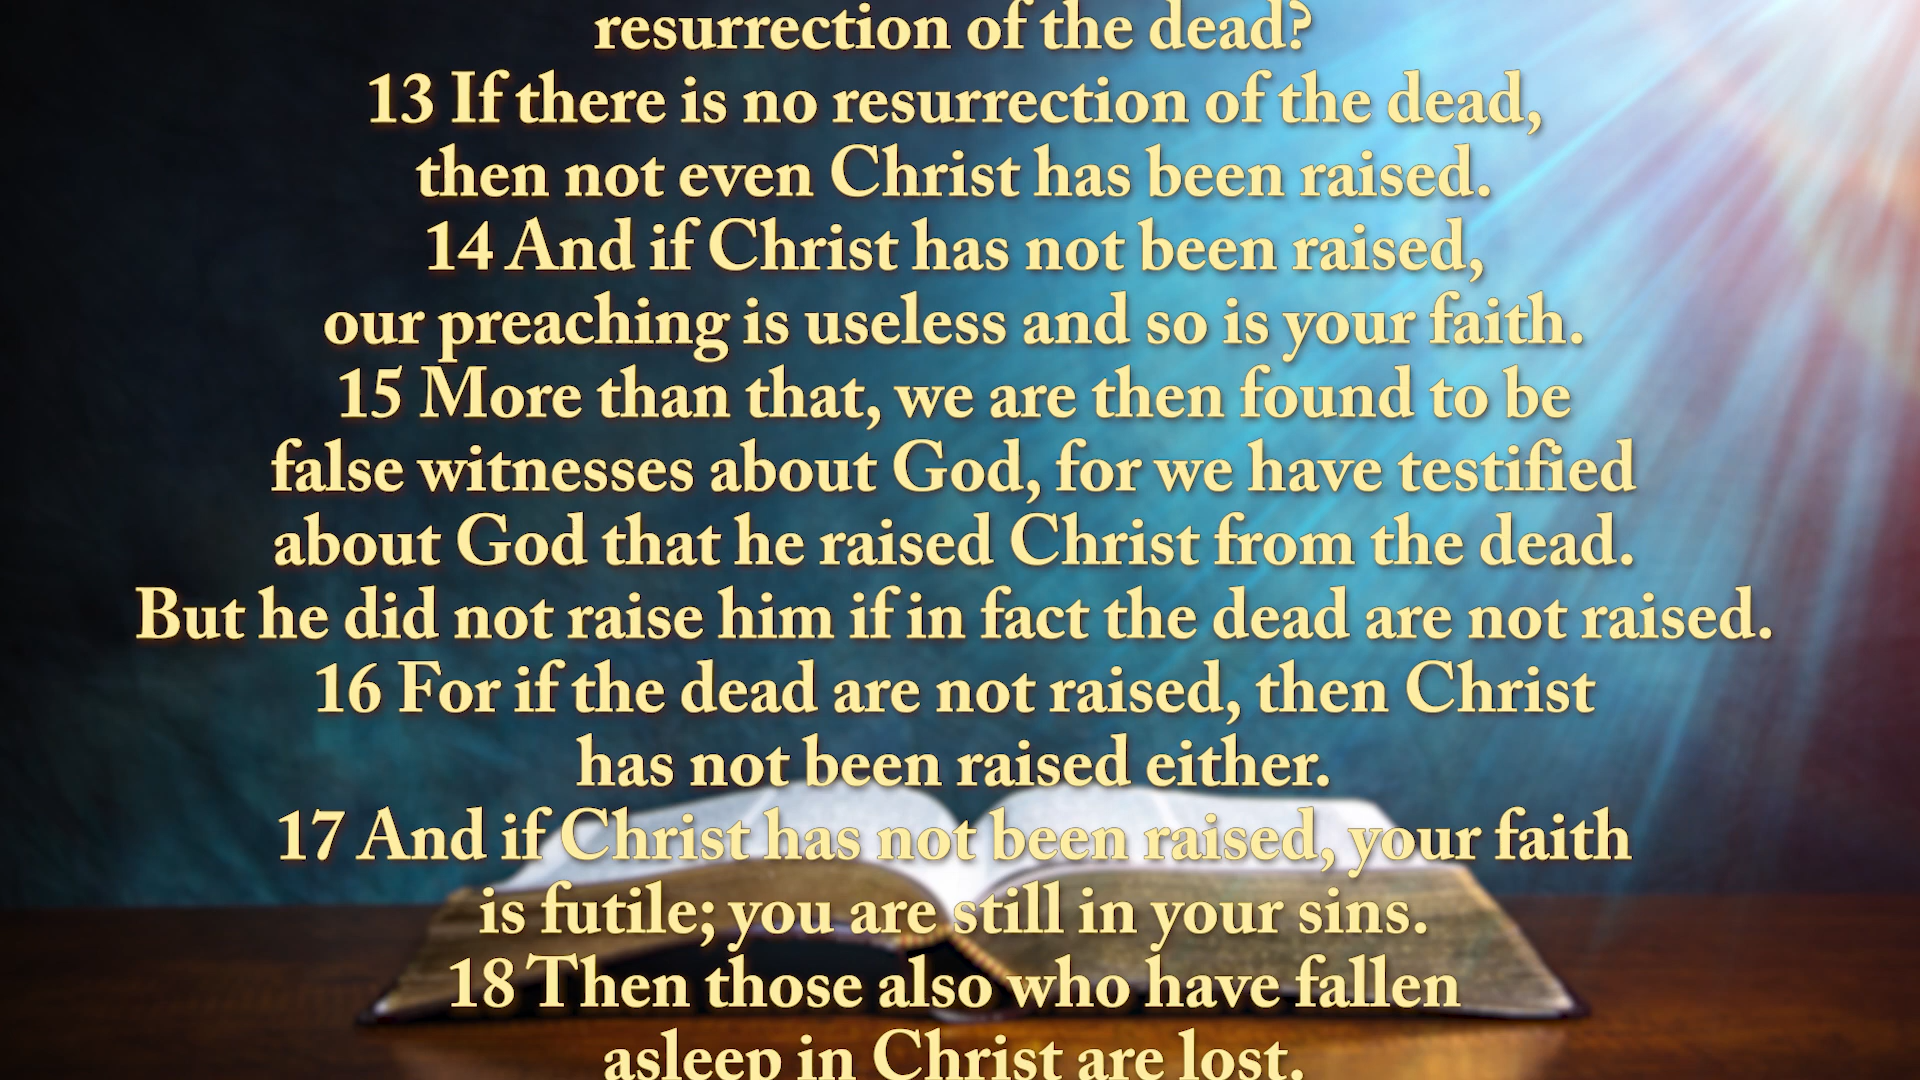 resurrection of the dead?
13 If there is no resurrection of the dead,
then not even Christ has been raised.
14 And if Christ has not been raised,
our preaching is useless and so is your faith.
15 More than that, we are then found to be
false witnesses about God, for we have testified
about God that he raised Christ from the dead.
But he did not raise him if in fact the dead are not raised.
16 For if the dead are not raised, then Christ
has not been raised either.
17 And if Christ has not been raised, your faith
is futile; you are still in your sins.
18 Then those also who have fallen
asleep in Christ are lost.